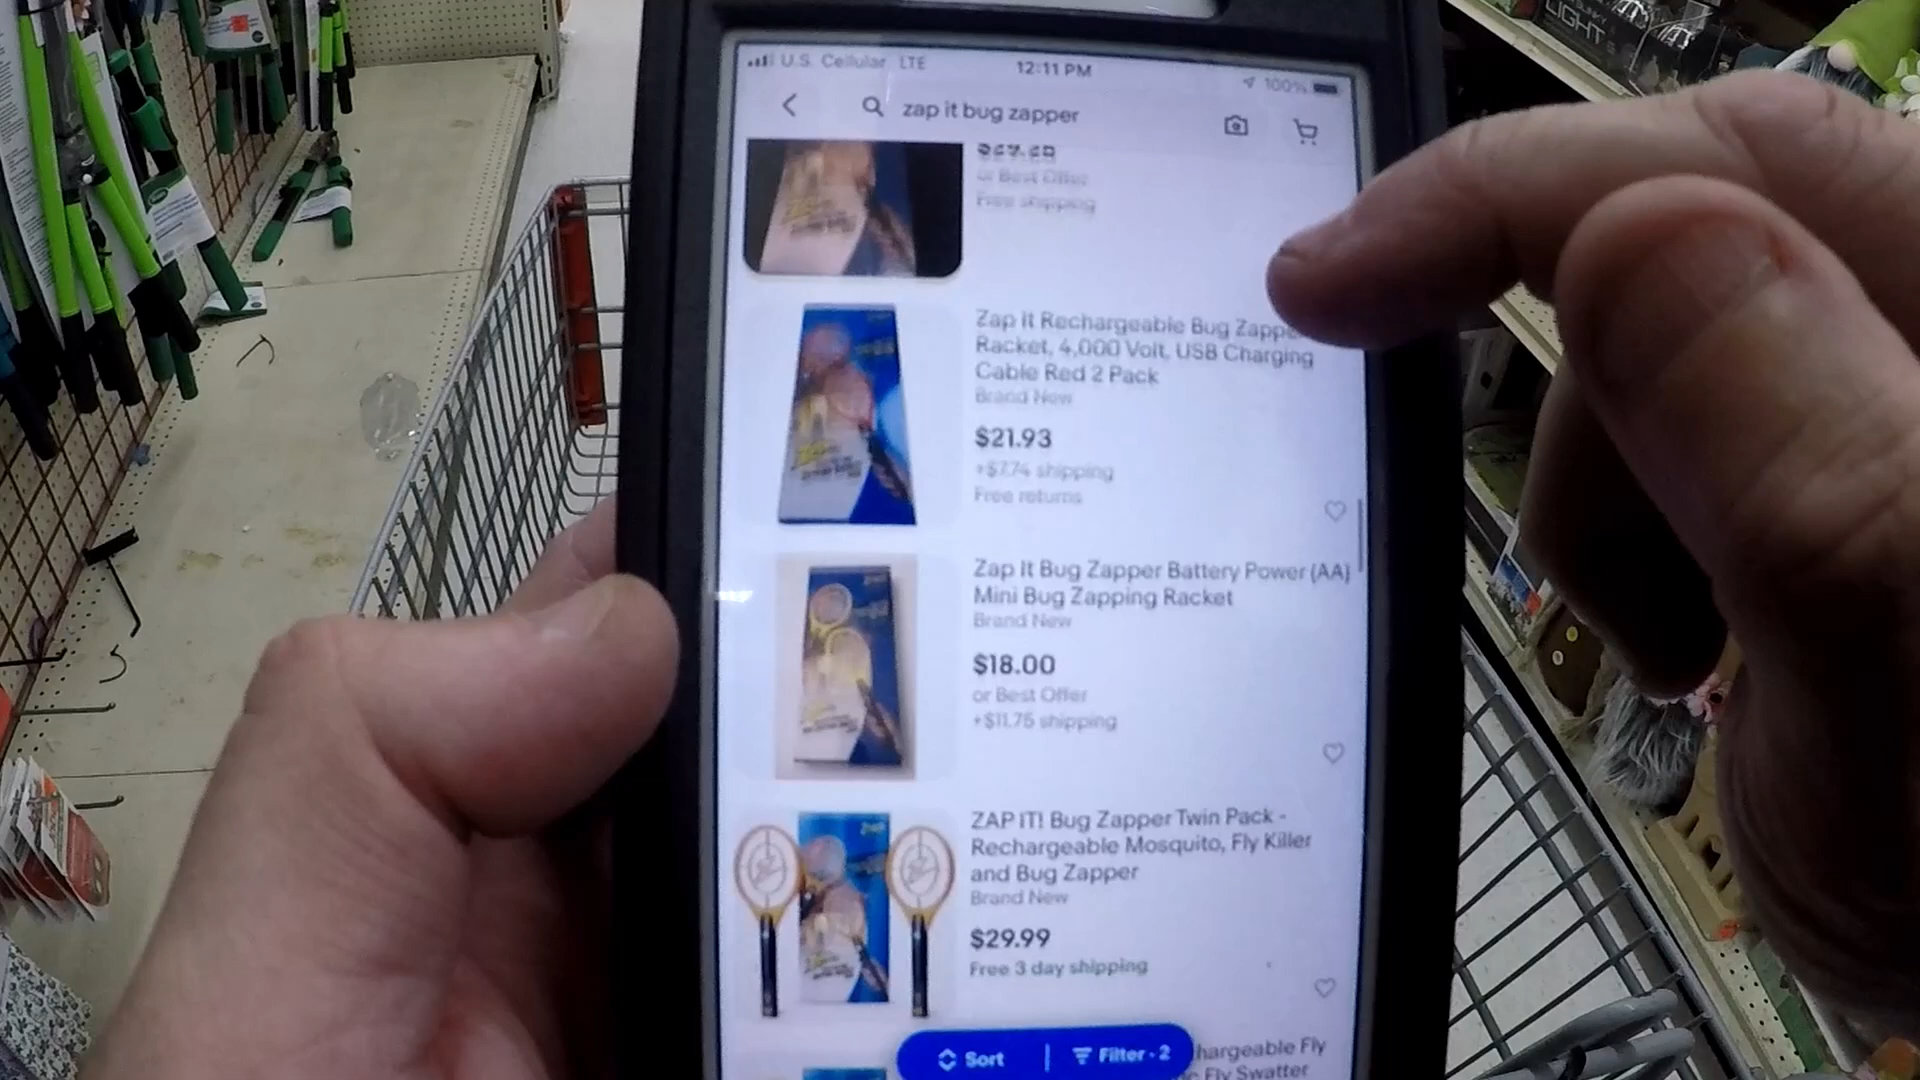 U.S. Cellular LTE 12:11 PM 100%
zap it bug zapper
or Best Offer
Free shipping
Zap It Rechargeable Bug
Racket, 4,000 Volt, USB Charging
Cable Red 2 Pack
Brand New
$21.93
+$7.74 shipping
Free returns
Zap It Bug Zapper Battery Power (AA)
Mini Bug Zapping Racket
Brand New
$18.00
or Best Offer
+$11.75 shipping
ZAP IT! Bug Zapper Twin Pack -
Rechargeable Mosquito, Fly Killer
and Bug Zapper
Brand New
$29.99
Free 3 day shipping
Sort | Filter · 2
hargeable Fly
Fly Swatter
LIGHT